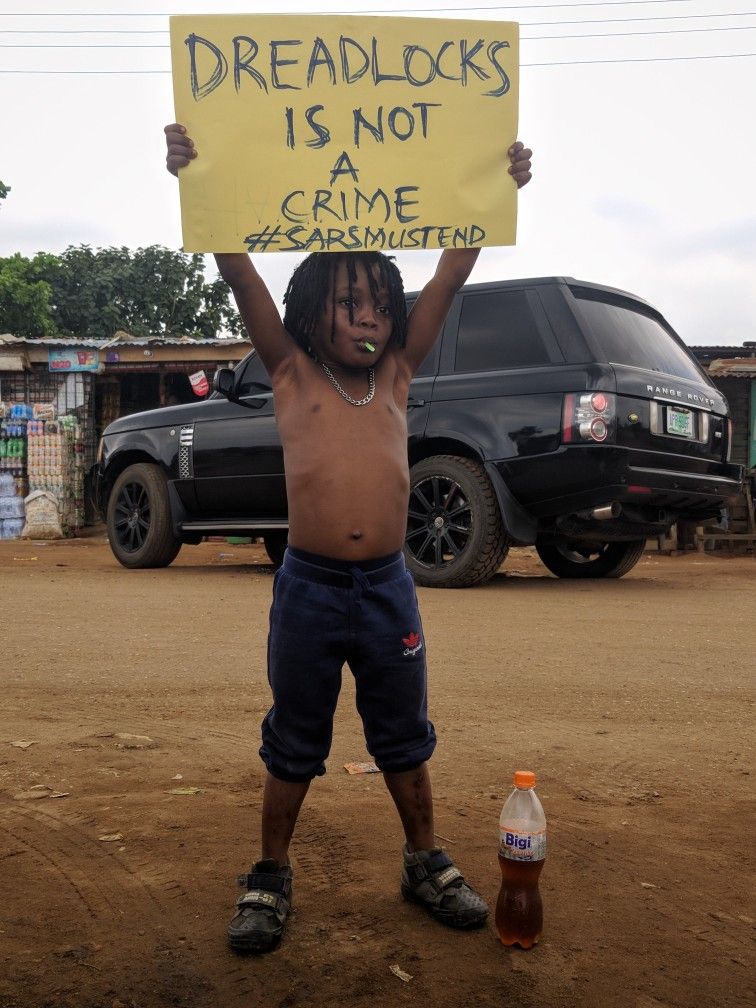 DREADLOCKS
IS NOT
A
CRIME
#SARSMUSTEND
RANGE ROVER
Bigi